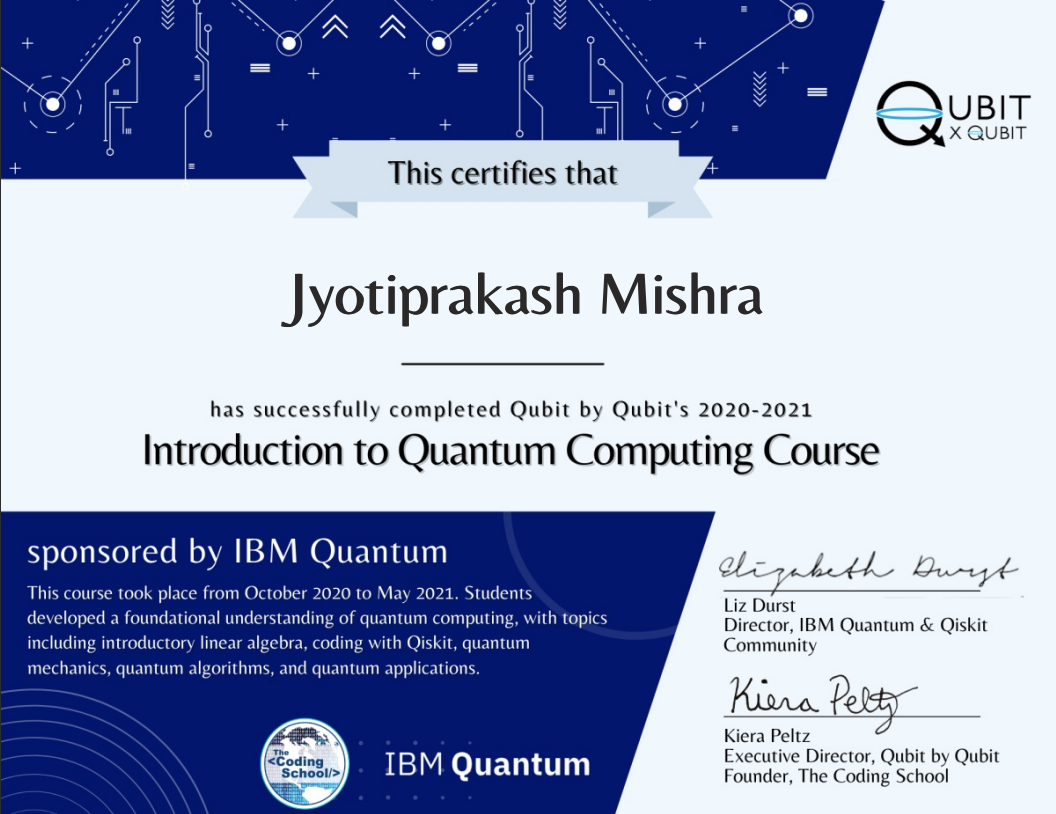 QUBIT
X QUBIT
This certifies that
Jyotiprakash Mishra
has successfully completed Qubit by Qubit's 2020-2021
Introduction to Quantum Computing Course
sponsored by IBM Quantum
This course took place from October 2020 to May 2021. Students
developed a foundational understanding of quantum computing, with topics
including introductory linear algebra, coding with Qiskit, quantum
mechanics, quantum algorithms, and quantum applications.
The
<Coding
School/>
IBM Quantum
Elizabeth Durst
Liz Durst
Director, IBM Quantum & Qiskit
Community
Kiera Peltz
Kiera Peltz
Executive Director, Qubit by Qubit
Founder, The Coding School